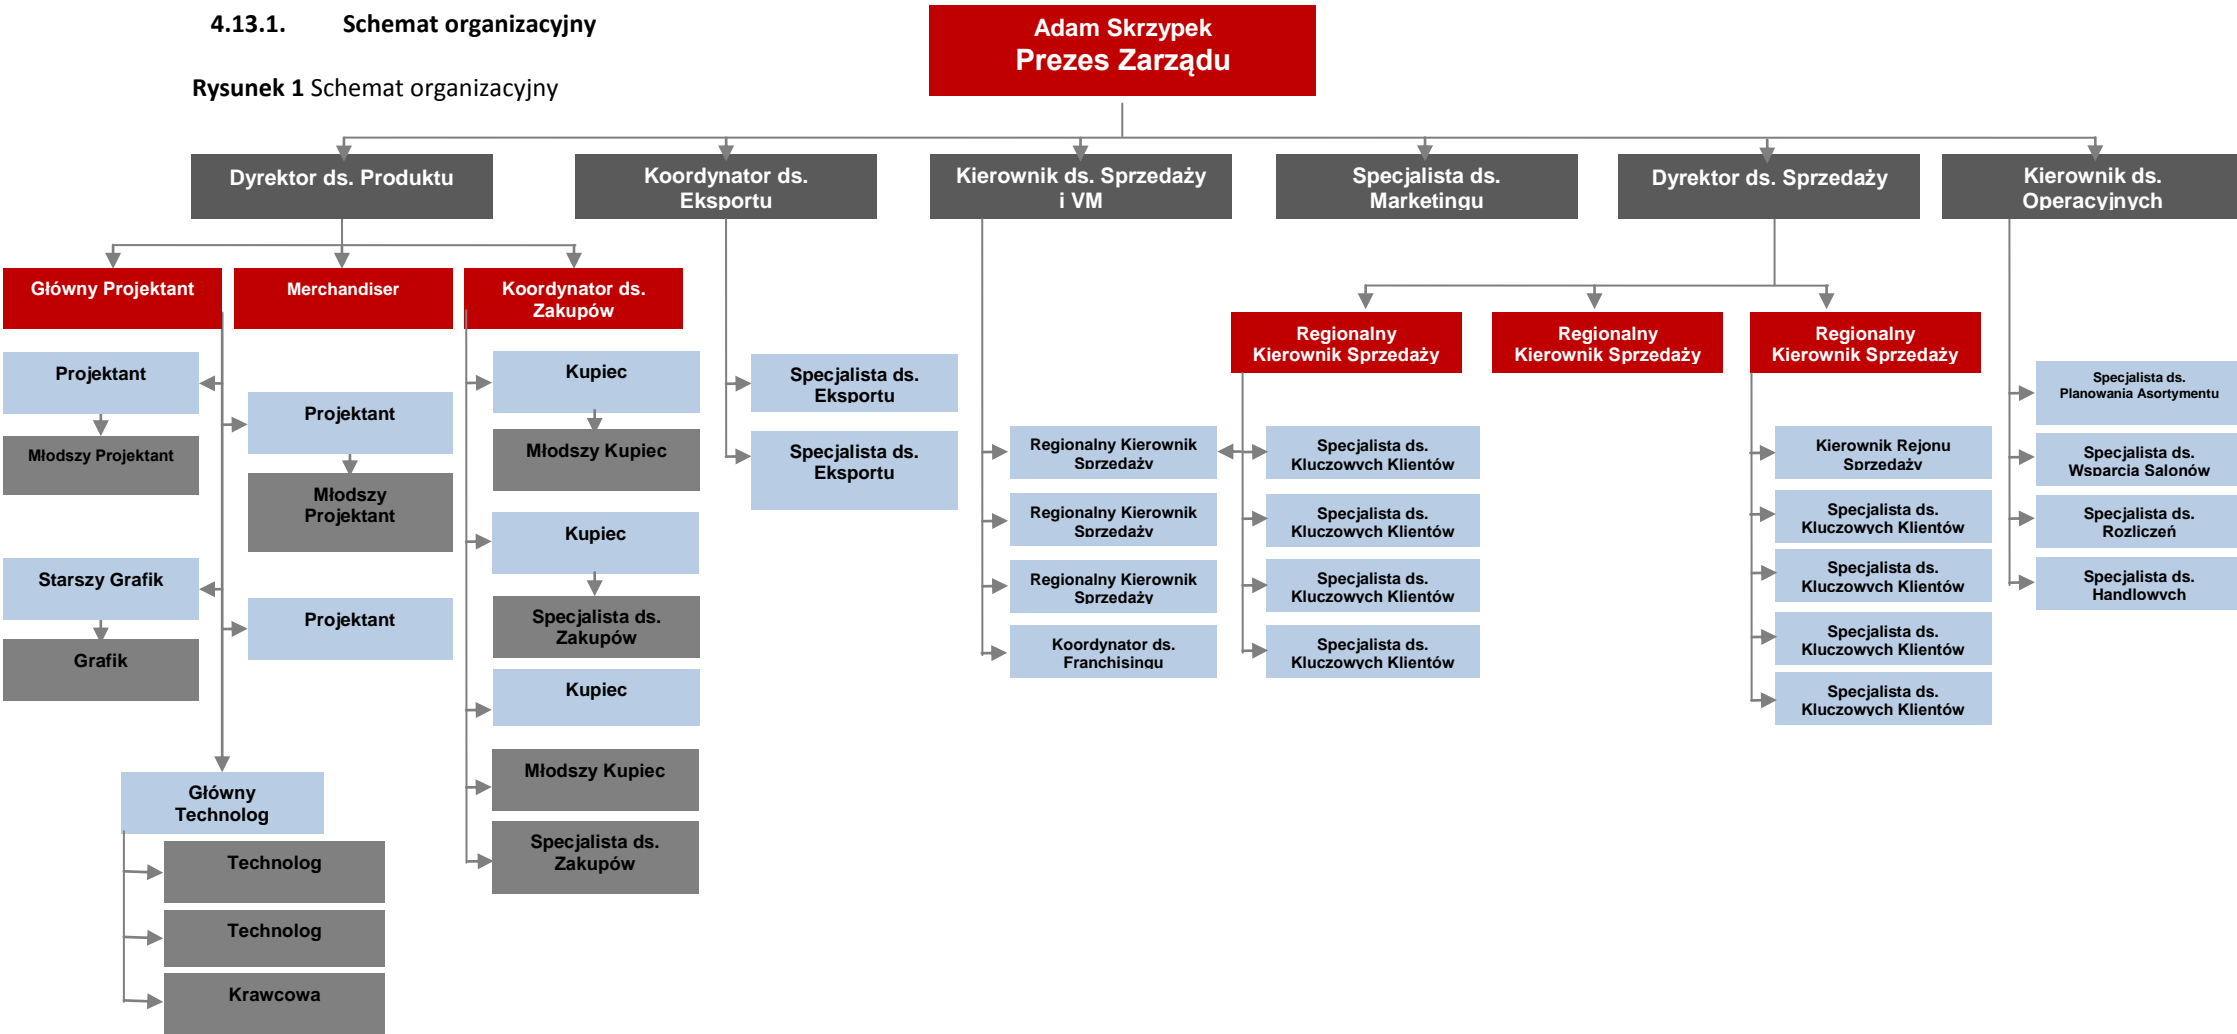 4.13.1. Schemat organizacyjny
Rysunek 1 Schemat organizacyjny
Adam Skrzypek
Prezes Zarządu
Dyrektor ds. Produktu
Koordynator ds.
Eksportu
Kierownik ds. Sprzedaży
i VM
Specjalista ds.
Marketingu
Dyrektor ds. Sprzedaży
Kierownik ds.
Operacyjnych
Główny Projektant
Merchandiser
Koordynator ds.
Zakupów
Projektant
Młodszy Projektant
Starszy Grafik
Grafik
Projektant
Młodszy
Projektant
Projektant
Główny
Technolog
Technolog
Technolog
Krawcowa
Kupiec
Młodszy Kupiec
Kupiec
Specjalista ds.
Zakupów
Kupiec
Młodszy Kupiec
Specjalista ds.
Zakupów
Specjalista ds.
Eksportu
Specjalista ds.
Eksportu
Regionalny Kierownik
Sprzedaży
Regionalny Kierownik
Sprzedaży
Regionalny Kierownik
Sprzedaży
Koordynator ds.
Franchisingu
Regionalny
Kierownik Sprzedaży
Regionalny
Kierownik Sprzedaży
Regionalny
Kierownik Sprzedaży
Specjalista ds.
Kluczowych Klientów
Specjalista ds.
Kluczowych Klientów
Specjalista ds.
Kluczowych Klientów
Specjalista ds.
Kluczowych Klientów
Kierownik Rejonu
Sprzedaży
Specjalista ds.
Kluczowych Klientów
Specjalista ds.
Kluczowych Klientów
Specjalista ds.
Kluczowych Klientów
Specjalista ds.
Kluczowych Klientów
Specjalista ds.
Planowania Asortymentu
Specjalista ds.
Wsparcia Salonów
Specjalista ds.
Rozliczeń
Specjalista ds.
Handlowych